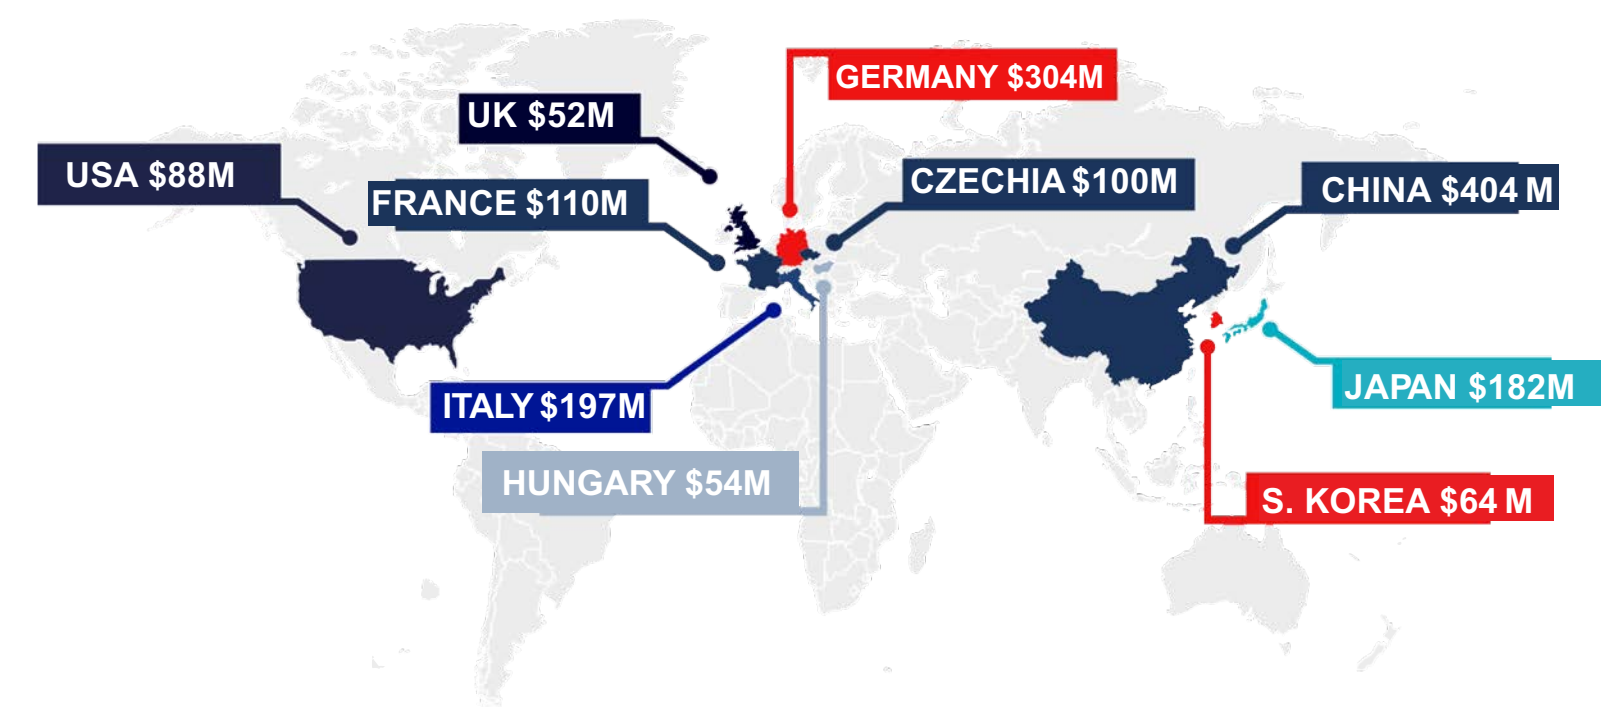 GERMANY $304M
UK $52M
USA $88M
FRANCE $110M
CZECHIA $100M
CHINA $404 M
ITALY $197M
JAPAN $182M
HUNGARY $54M
S. KOREA $64 M